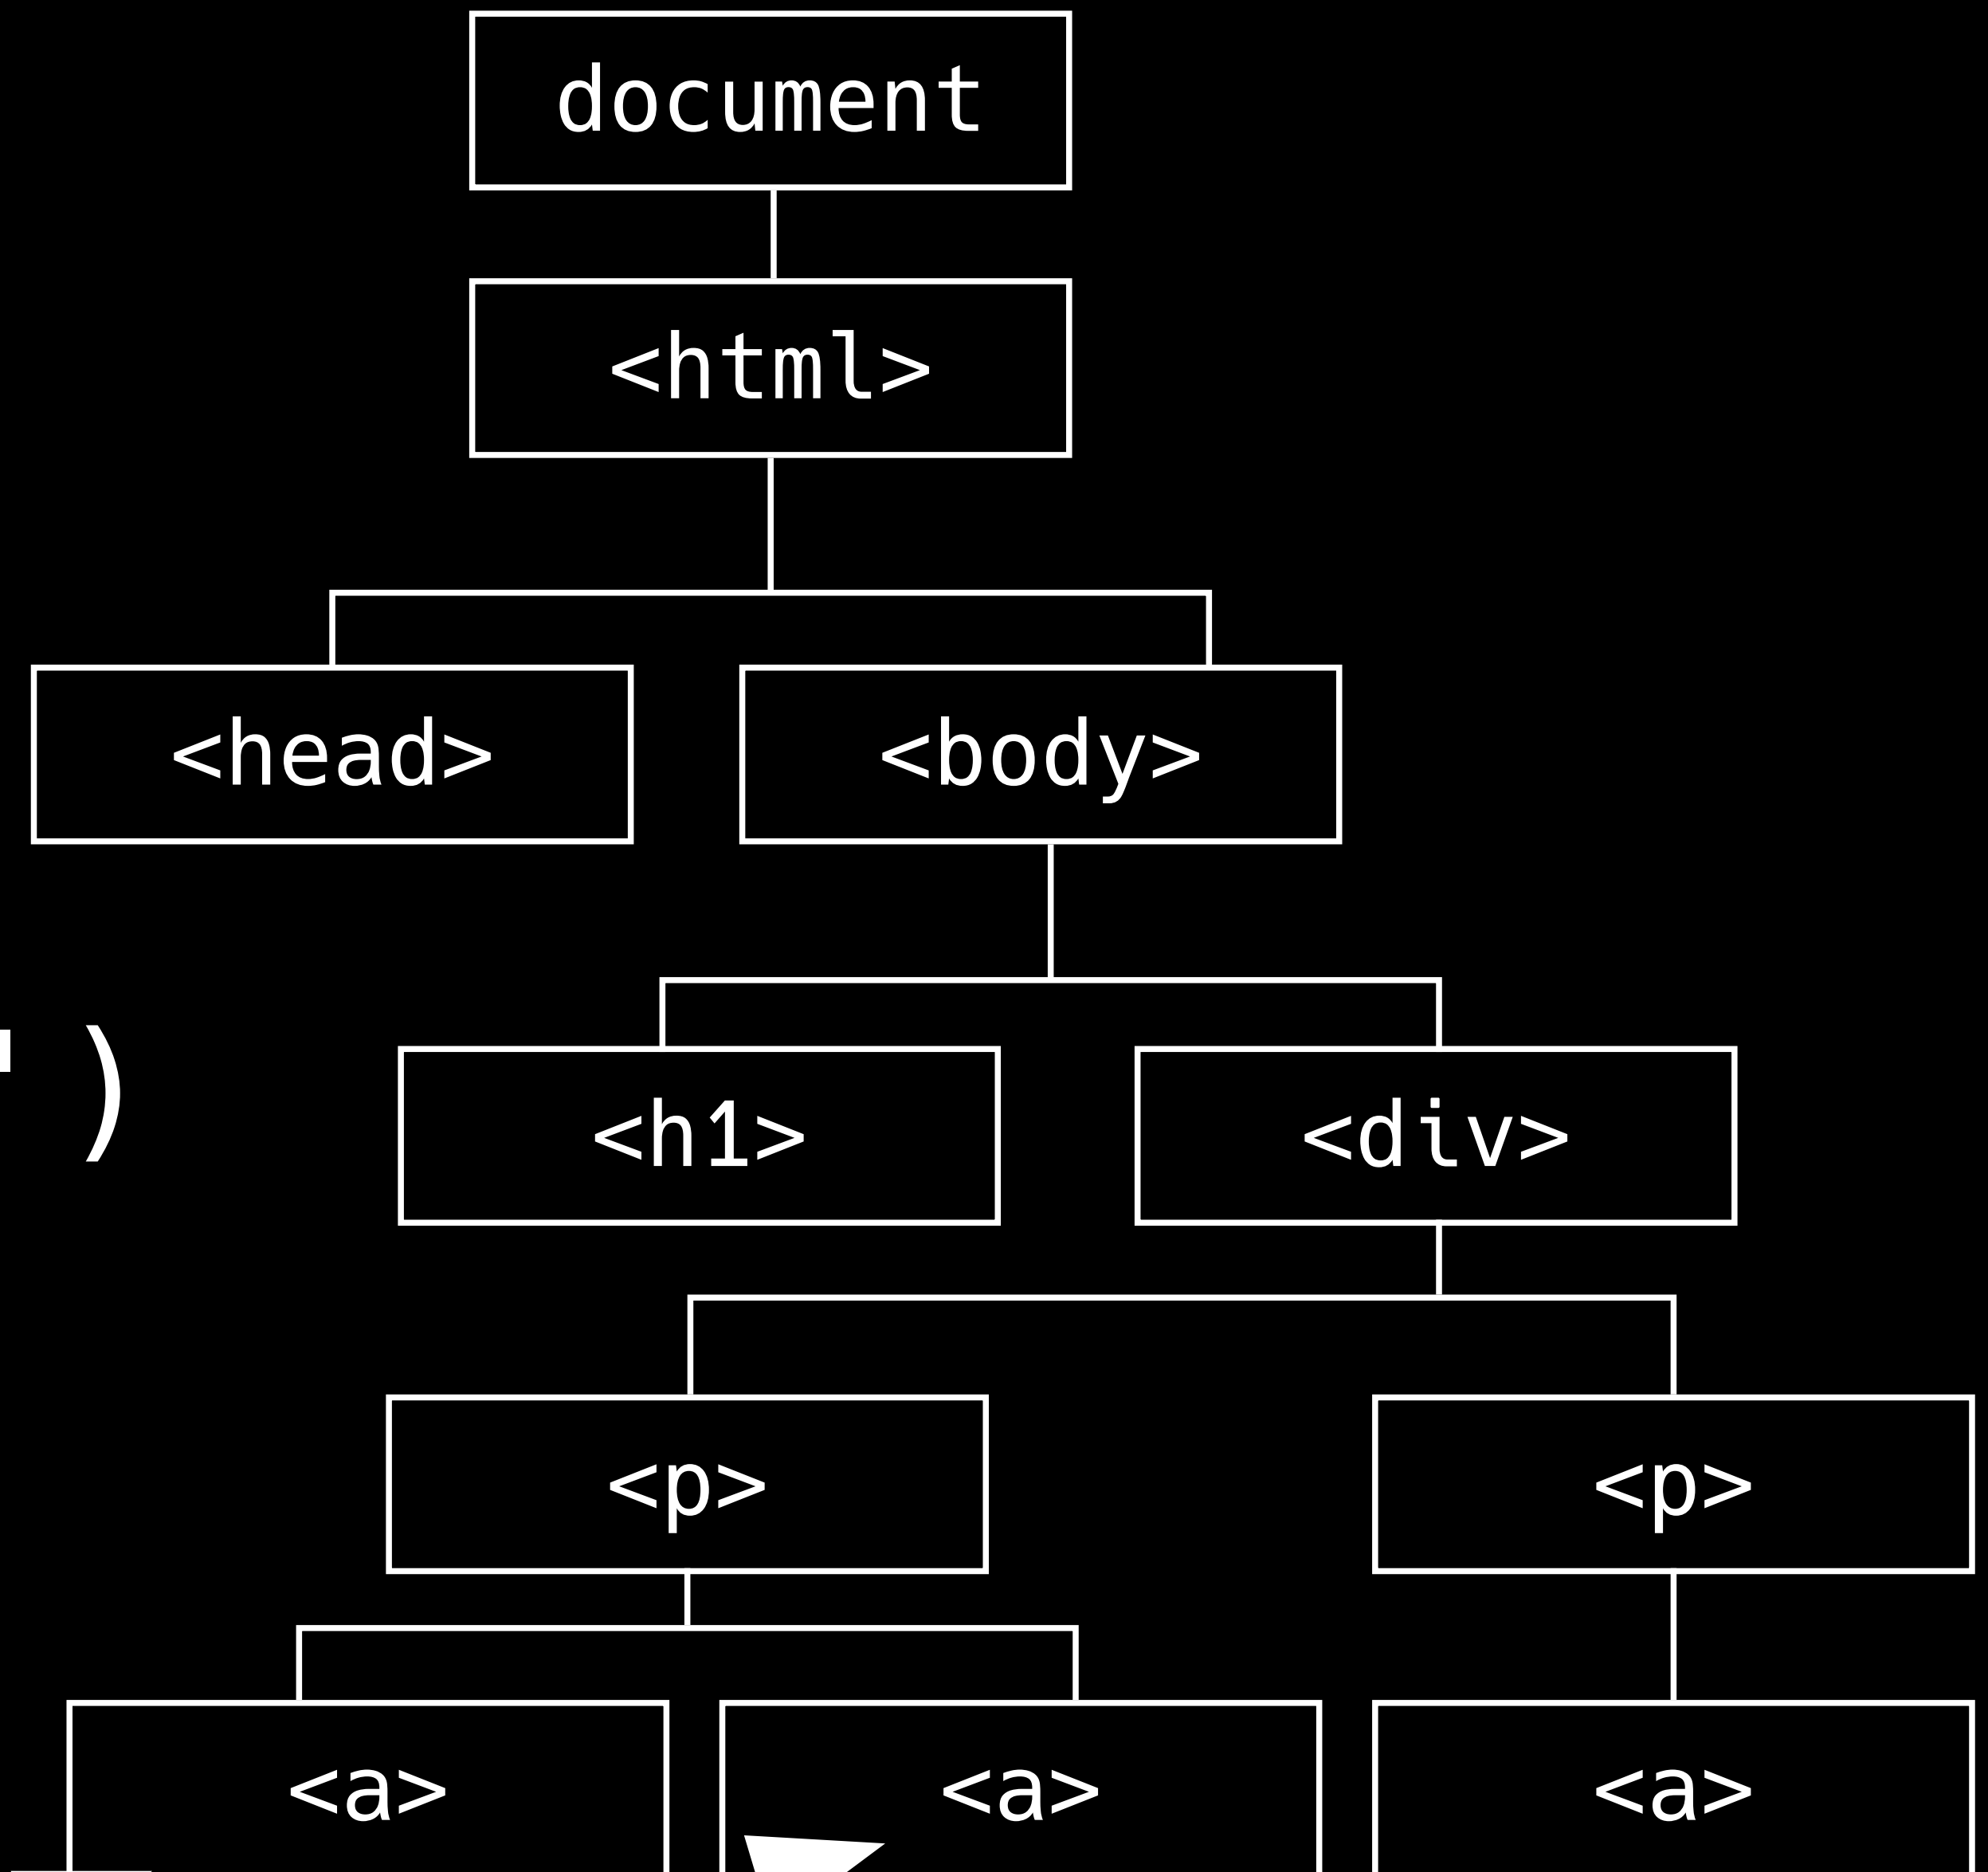 document
<html>
<head> <body>
')
<h1> <div>
<p> <p>
<a> <a> <a>